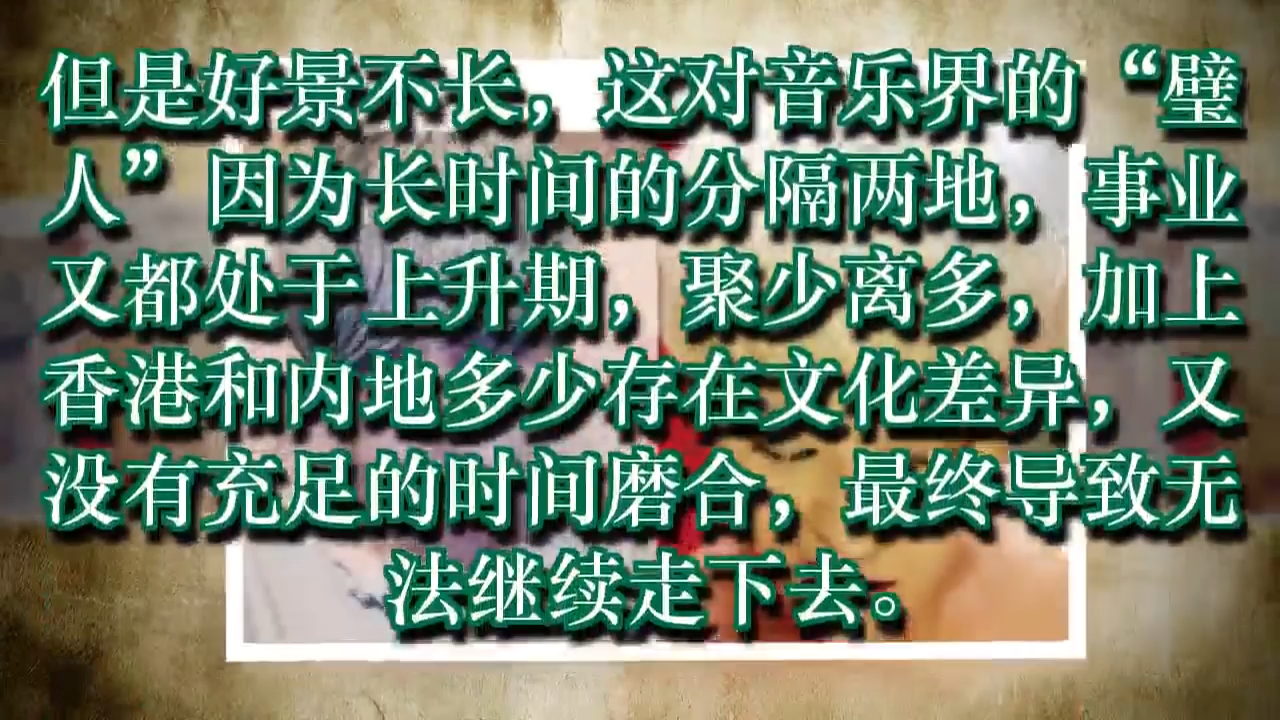 但是好景不长，这对音乐界的“璧
人”因为长时间的分隔两地，事业
又都处于上升期，聚少离多，加上
香港和内地多少存在文化差异，又
没有充足的时间磨合，最终导致无
法继续走下去。